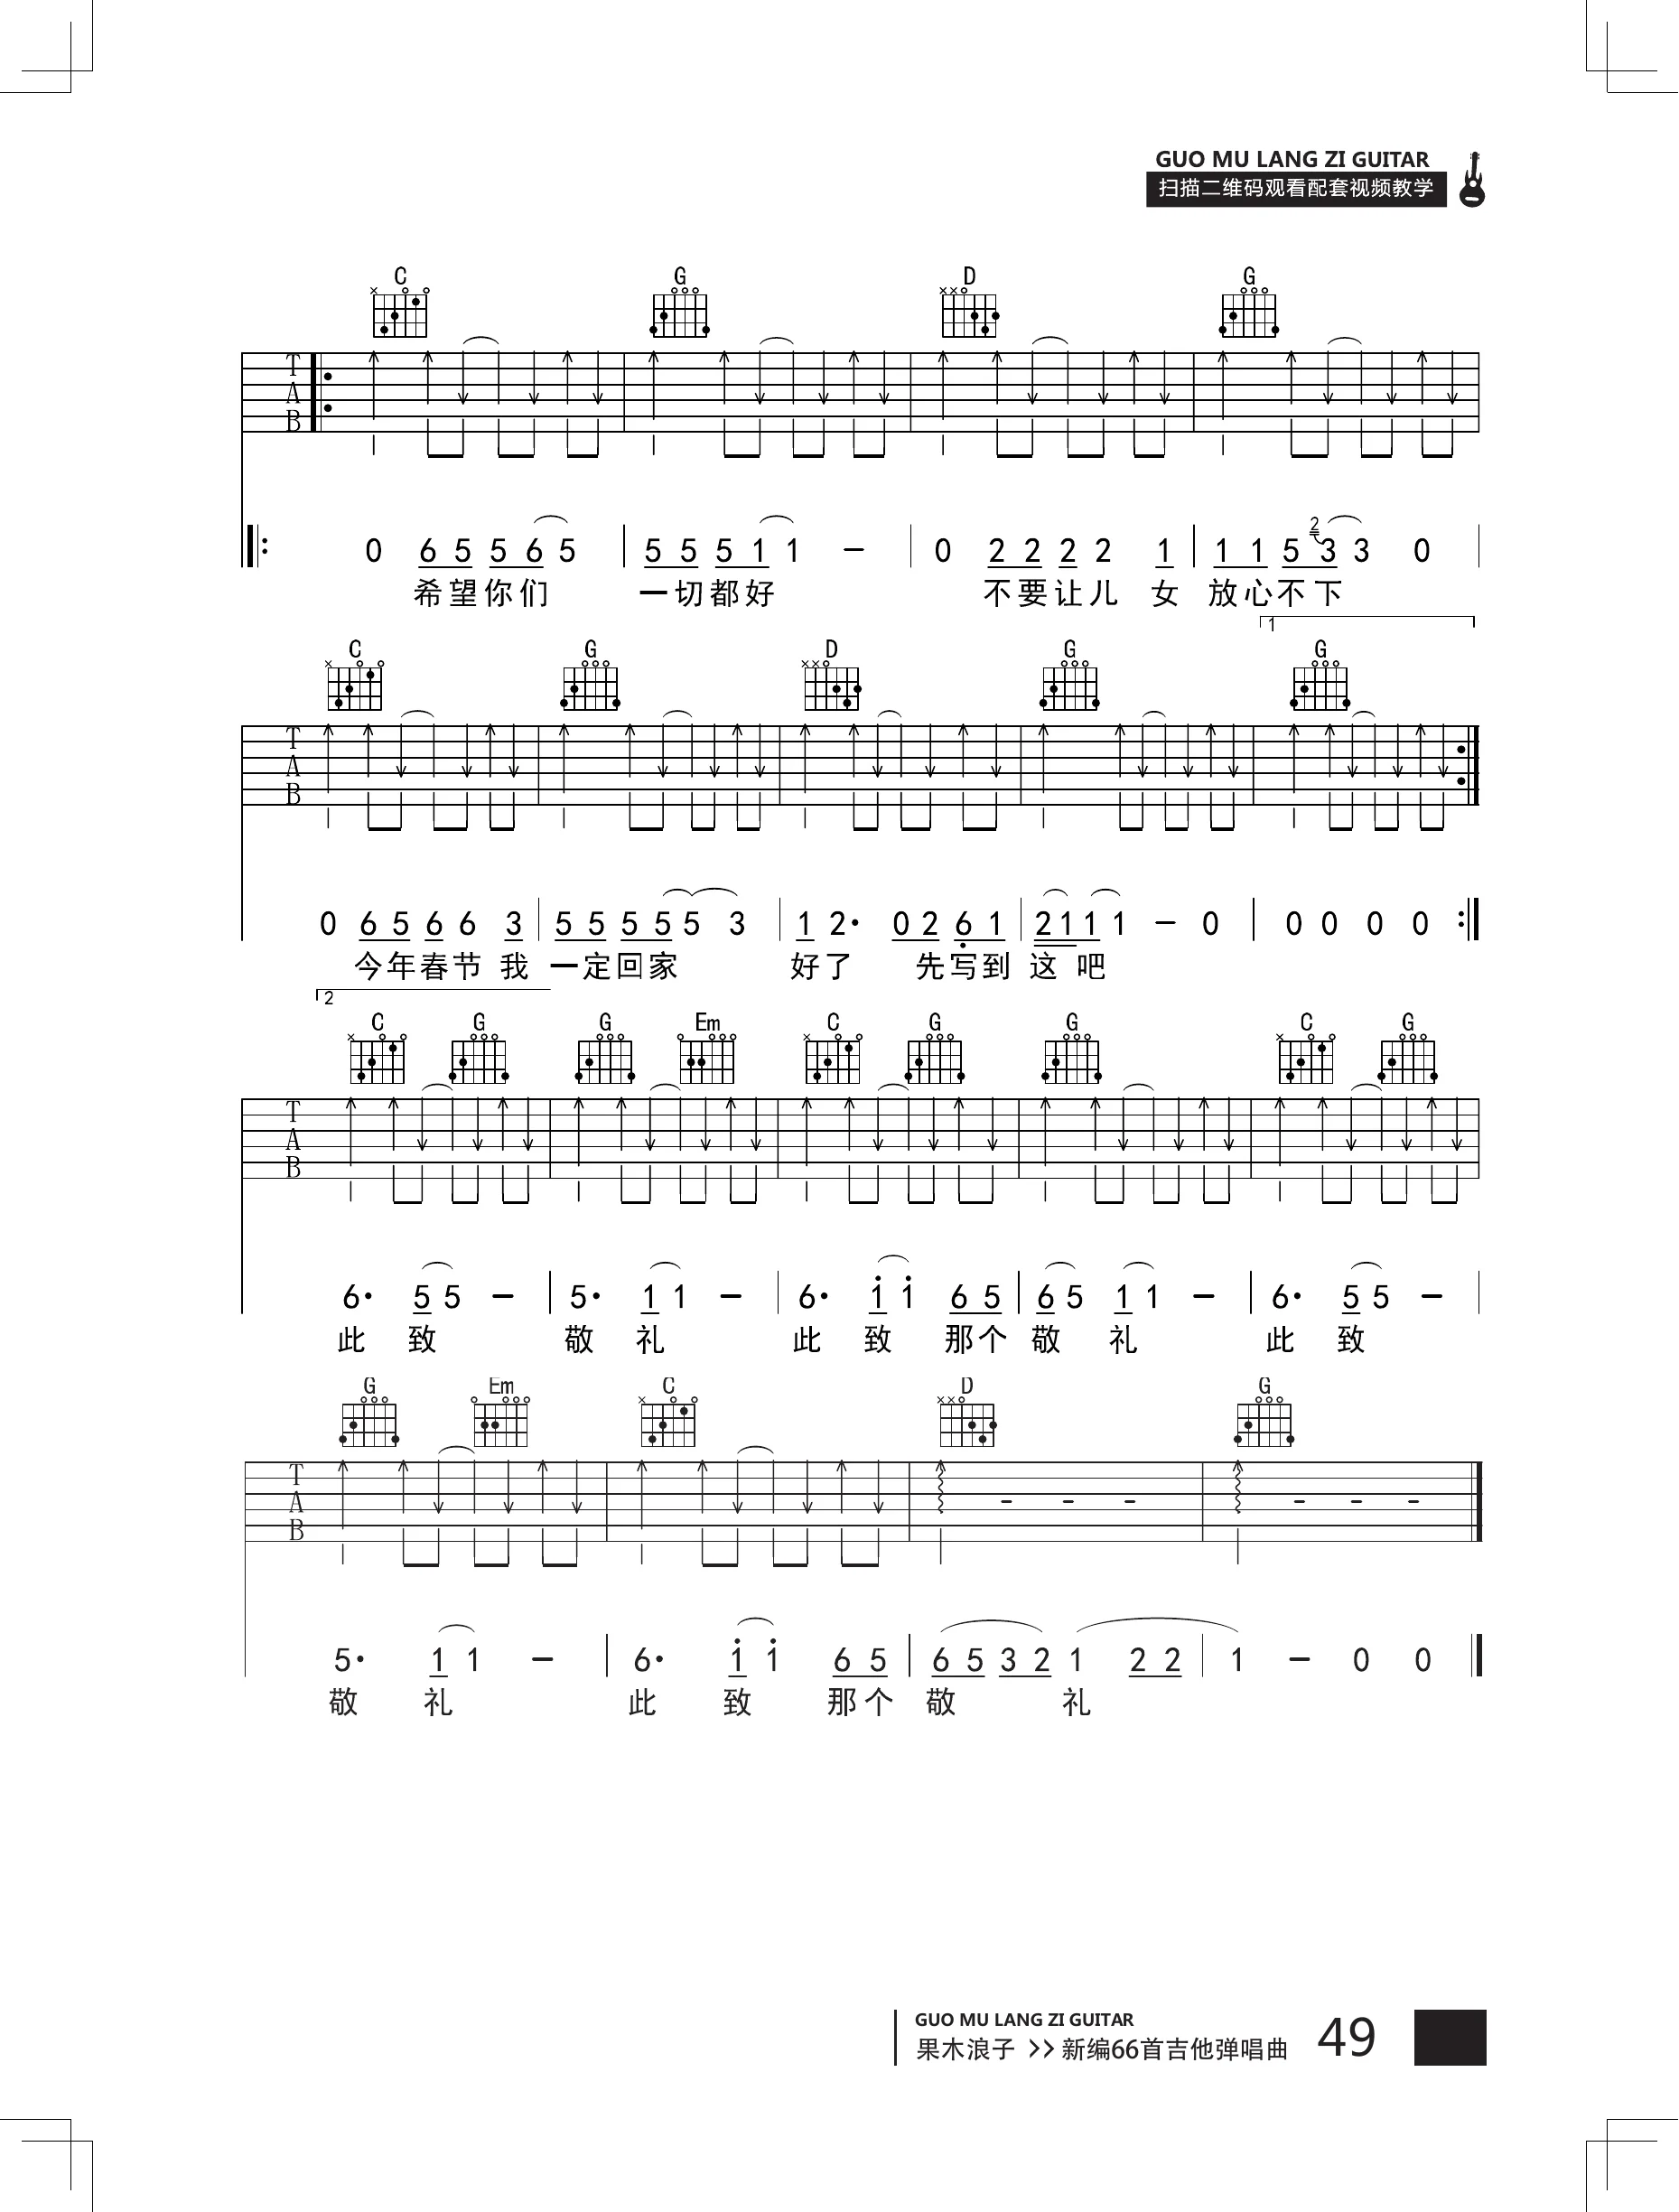 GUO MU LANG ZI GUITAR
扫描二维码观看配套视频教学
C G D G
T
A
B
0 6 5 5 6 5 5 5 5 1 1 – 0 2 2 2 2 1 1 1 5 2 3 3 0
希望你们 一切都好 不要让儿 女 放心不下
1
C G D G G
T
A
B
0 6 5 6 6 3 5 5 5 5 5 3 1 2· 0 2 6 1 2 1 1 1 – 0 0 0 0 0
今年春节 我 一定回家 好了 先写到 这 吧
2
C G G Em C G G C G
T
A
B
6· 5 5 – 5· 1 1 – 6· 1 1 6 5 6 5 1 1 – 6· 5 5 –
此 致 敬 礼 此 致 那个 敬 礼 此 致
G Em C D G
T
A
B
– – – – – –
5· 1 1 – 6· 1 1 6 5 6 5 3 2 1 2 2 1 – 0 0
敬 礼 此 致 那个 敬 礼
GUO MU LANG ZI GUITAR
果木浪子 >> 新编66首吉他弹唱曲 49